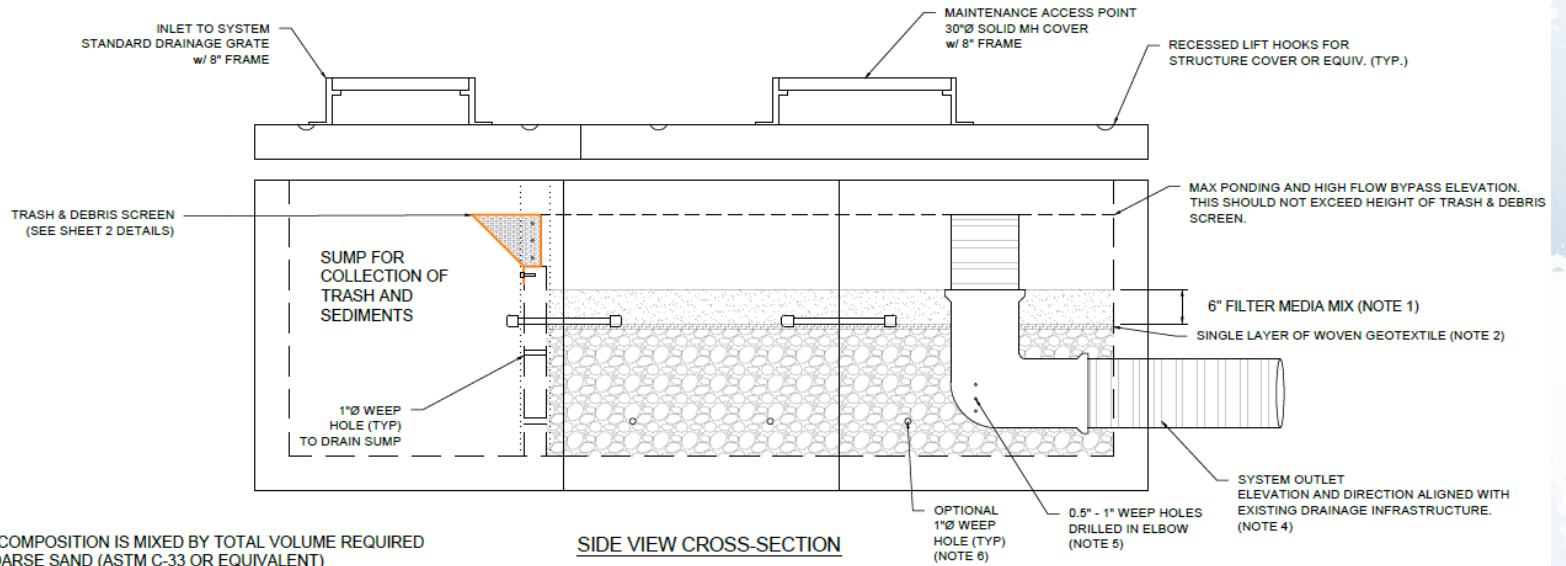 INLET TO SYSTEM
STANDARD DRAINAGE GRATE
w/ 8" FRAME
MAINTENANCE ACCESS POINT
30"Ø SOLID MH COVER
w/ 8" FRAME
RECESSED LIFT HOOKS FOR
STRUCTURE COVER OR EQUIV. (TYP.)
TRASH & DEBRIS SCREEN
(SEE SHEET 2 DETAILS)
MAX PONDING AND HIGH FLOW BYPASS ELEVATION.
THIS SHOULD NOT EXCEED HEIGHT OF TRASH & DEBRIS
SCREEN.
SUMP FOR
COLLECTION OF
TRASH AND
SEDIMENTS
6" FILTER MEDIA MIX (NOTE 1)
SINGLE LAYER OF WOVEN GEOTEXTILE (NOTE 2)
1"Ø WEEP
HOLE (TYP)
TO DRAIN SUMP
SYSTEM OUTLET
ELEVATION AND DIRECTION ALIGNED WITH
EXISTING DRAINAGE INFRASTRUCTURE.
(NOTE 4)
OPTIONAL
1"Ø WEEP
HOLE (TYP)
(NOTE 6)
0.5" - 1" WEEP HOLES
DRILLED IN ELBOW
(NOTE 5)
COMPOSITION IS MIXED BY TOTAL VOLUME REQUIRED
OARSE SAND (ASTM C-33 OR EQUIVALENT)
SIDE VIEW CROSS-SECTION